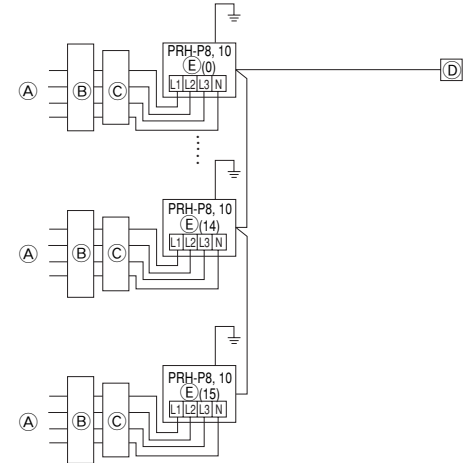 PRH-P8, 10
Ⓔ(0)
L1 L2 L3 N
Ⓐ Ⓑ Ⓒ Ⓓ
PRH-P8, 10
Ⓔ(14)
L1 L2 L3 N
Ⓐ Ⓑ Ⓒ
PRH-P8, 10
Ⓔ(15)
L1 L2 L3 N
Ⓐ Ⓑ Ⓒ